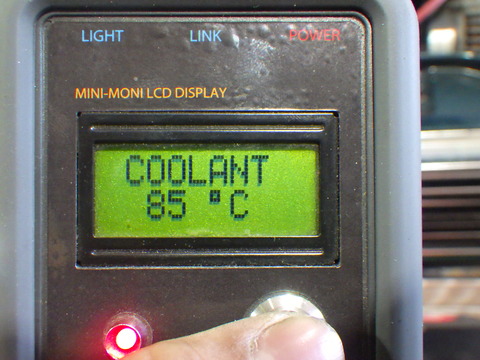 LIGHT LINK POWER
MINI-MONI LCD DISPLAY
COOLANT
85 °C